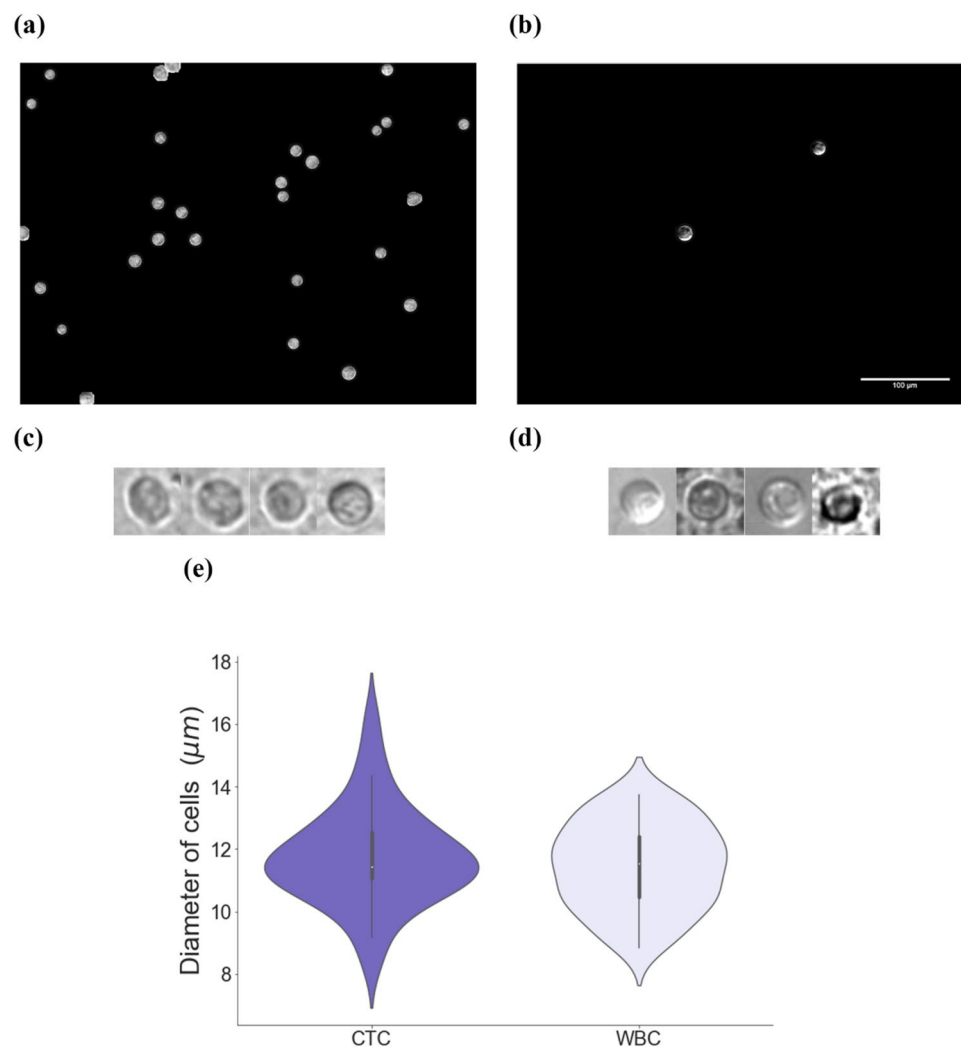 (a)
(b)
100 µm
(c)
(d)
(e)
Diameter of cells (µm)
18
16
14
12
10
8
CTC
WBC